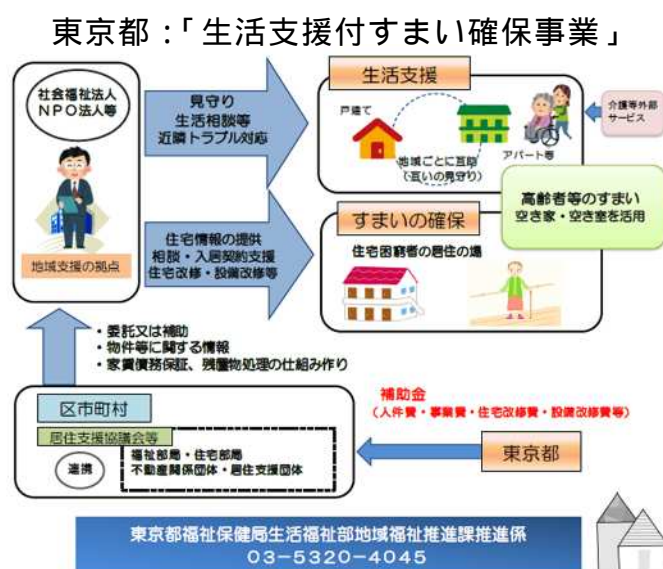 東京都:「生活支援付すまい確保事業」
社会福祉法人
NPO法人等
地域支援の拠点
見守り
生活相談等
近隣トラブル対応
住宅情報の提供
相談・入居契約支援
住宅改修・設備改修等
生活支援
戸建て
地域ごとに互助
(互いの見守り)
アパート等
介護等外部
サービス
高齢者等のすまい
空き家・空き室を活用
すまいの確保
住宅困窮者の居住の場
・委託又は補助
・物件等に関する情報
・家賃債務保証、残置物処理の仕組み作り
区市町村
居住支援協議会等
連携
福祉部局・住宅部局
不動産関係団体・居住支援団体
補助金
(人件費・事業費・住宅改修費・設備改修費等)
東京都
東京都福祉保健局生活福祉部地域福祉推進課推進係
03-5320-4045